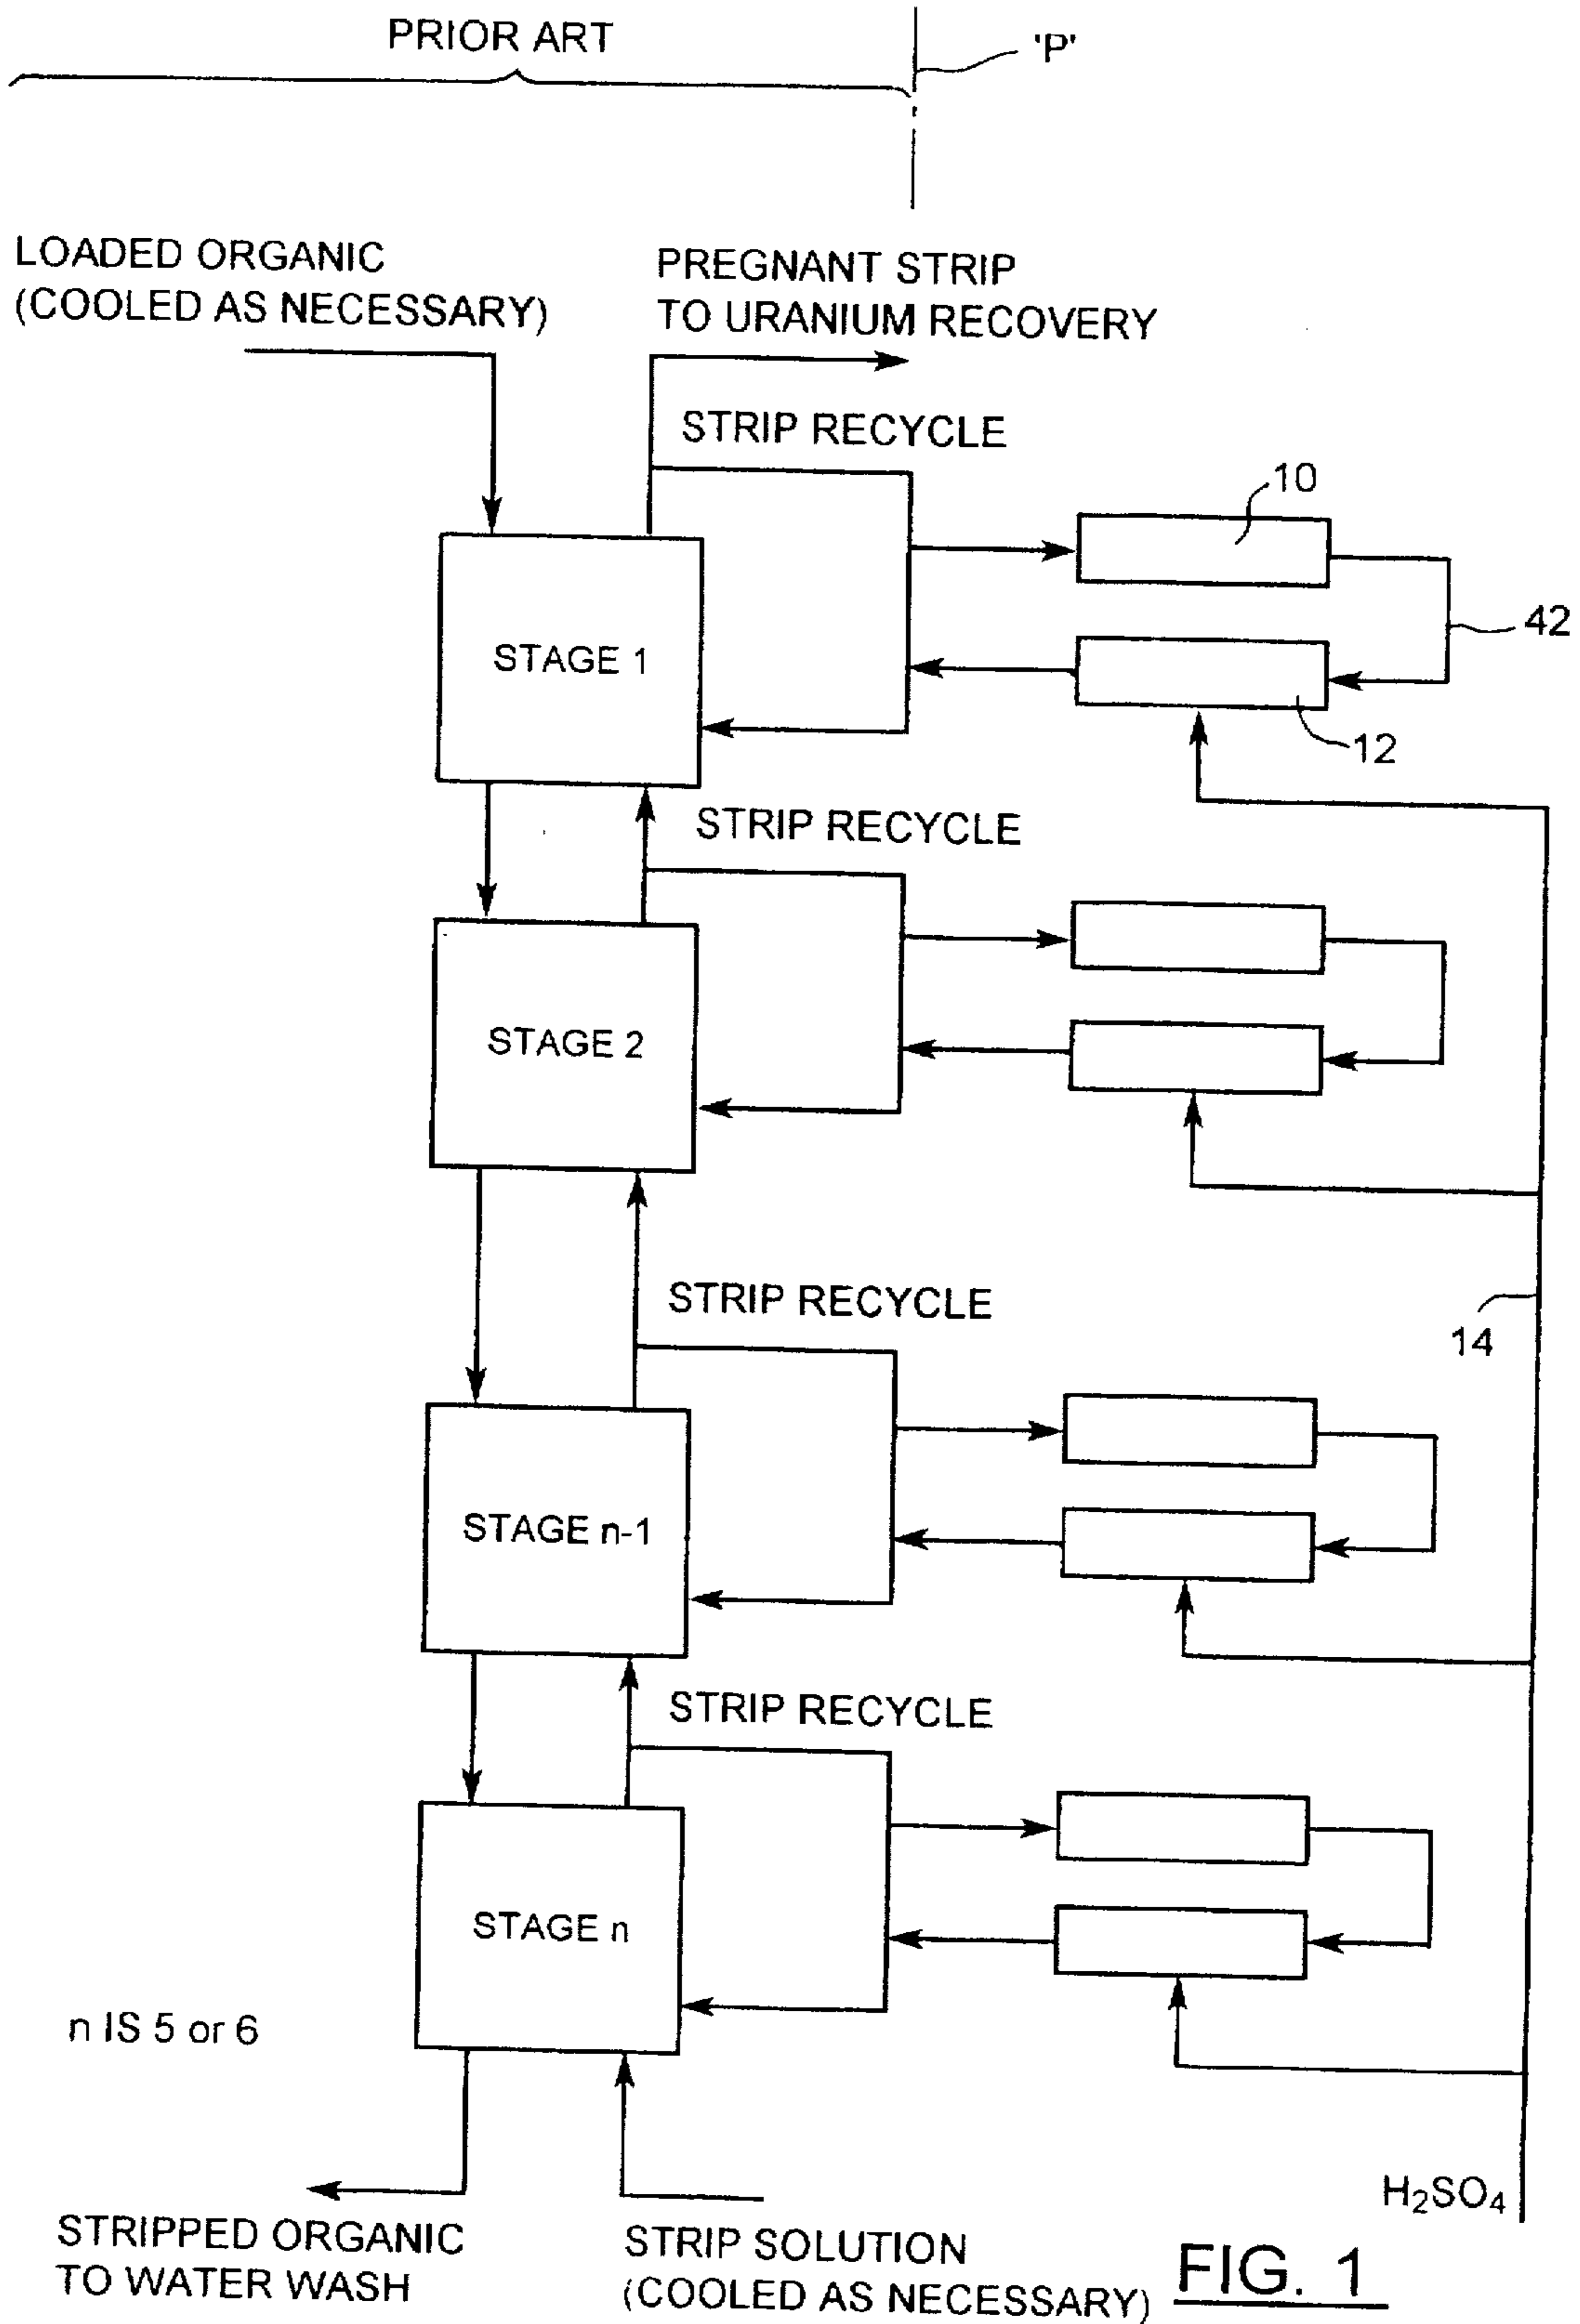 PRIOR ART
'P'
LOADED ORGANIC
(COOLED AS NECESSARY)
PREGNANT STRIP
TO URANIUM RECOVERY
STRIP RECYCLE
10
42
STAGE 1
12
STRIP RECYCLE
STAGE 2
STRIP RECYCLE
14
STAGE n-1
STRIP RECYCLE
STAGE n
n IS 5 or 6
H₂SO₄
STRIPPED ORGANIC
TO WATER WASH
STRIP SOLUTION
(COOLED AS NECESSARY)
FIG. 1